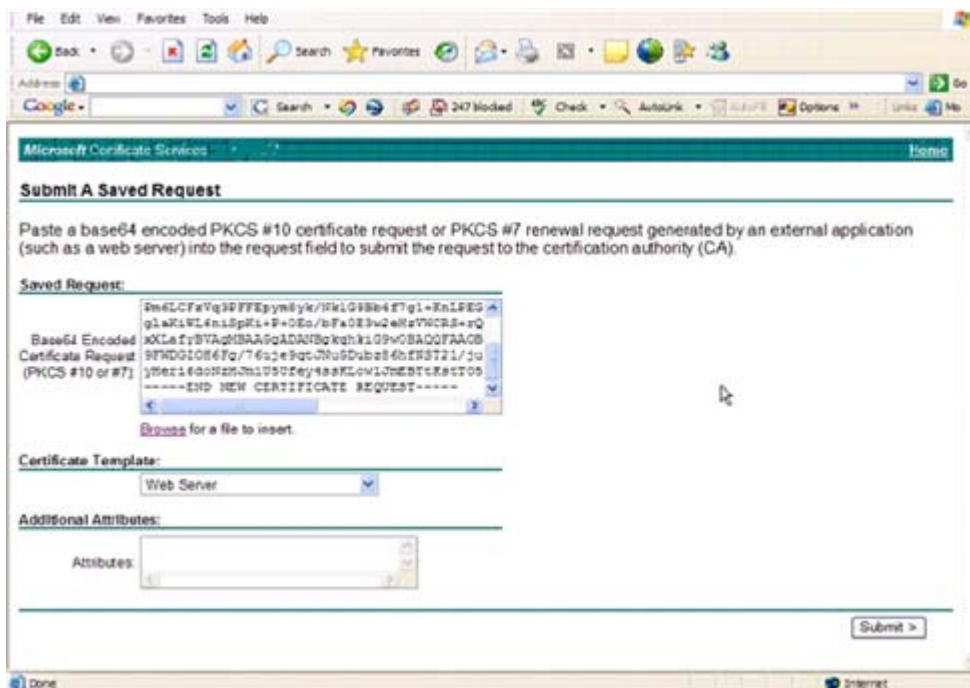 File Edit View Favorites Tools Help
Back Search Favorites
Address Go
Google Search 247 blocked Check AutoLink AutoFill Options Links
Microsoft Certificate Services Home
Submit A Saved Request
Paste a base64 encoded PKCS #10 certificate request or PKCS #7 renewal request generated by an external application
(such as a web server) into the request field to submit the request to the certification authority (CA).
Saved Request:
Base64 Encoded
Certificate Request
(PKCS #10 or #7):
-----END NEW CERTIFICATE REQUEST-----
Browse for a file to insert.
Certificate Template:
Web Server
Additional Attributes:
Attributes:
Submit >
Done Internet